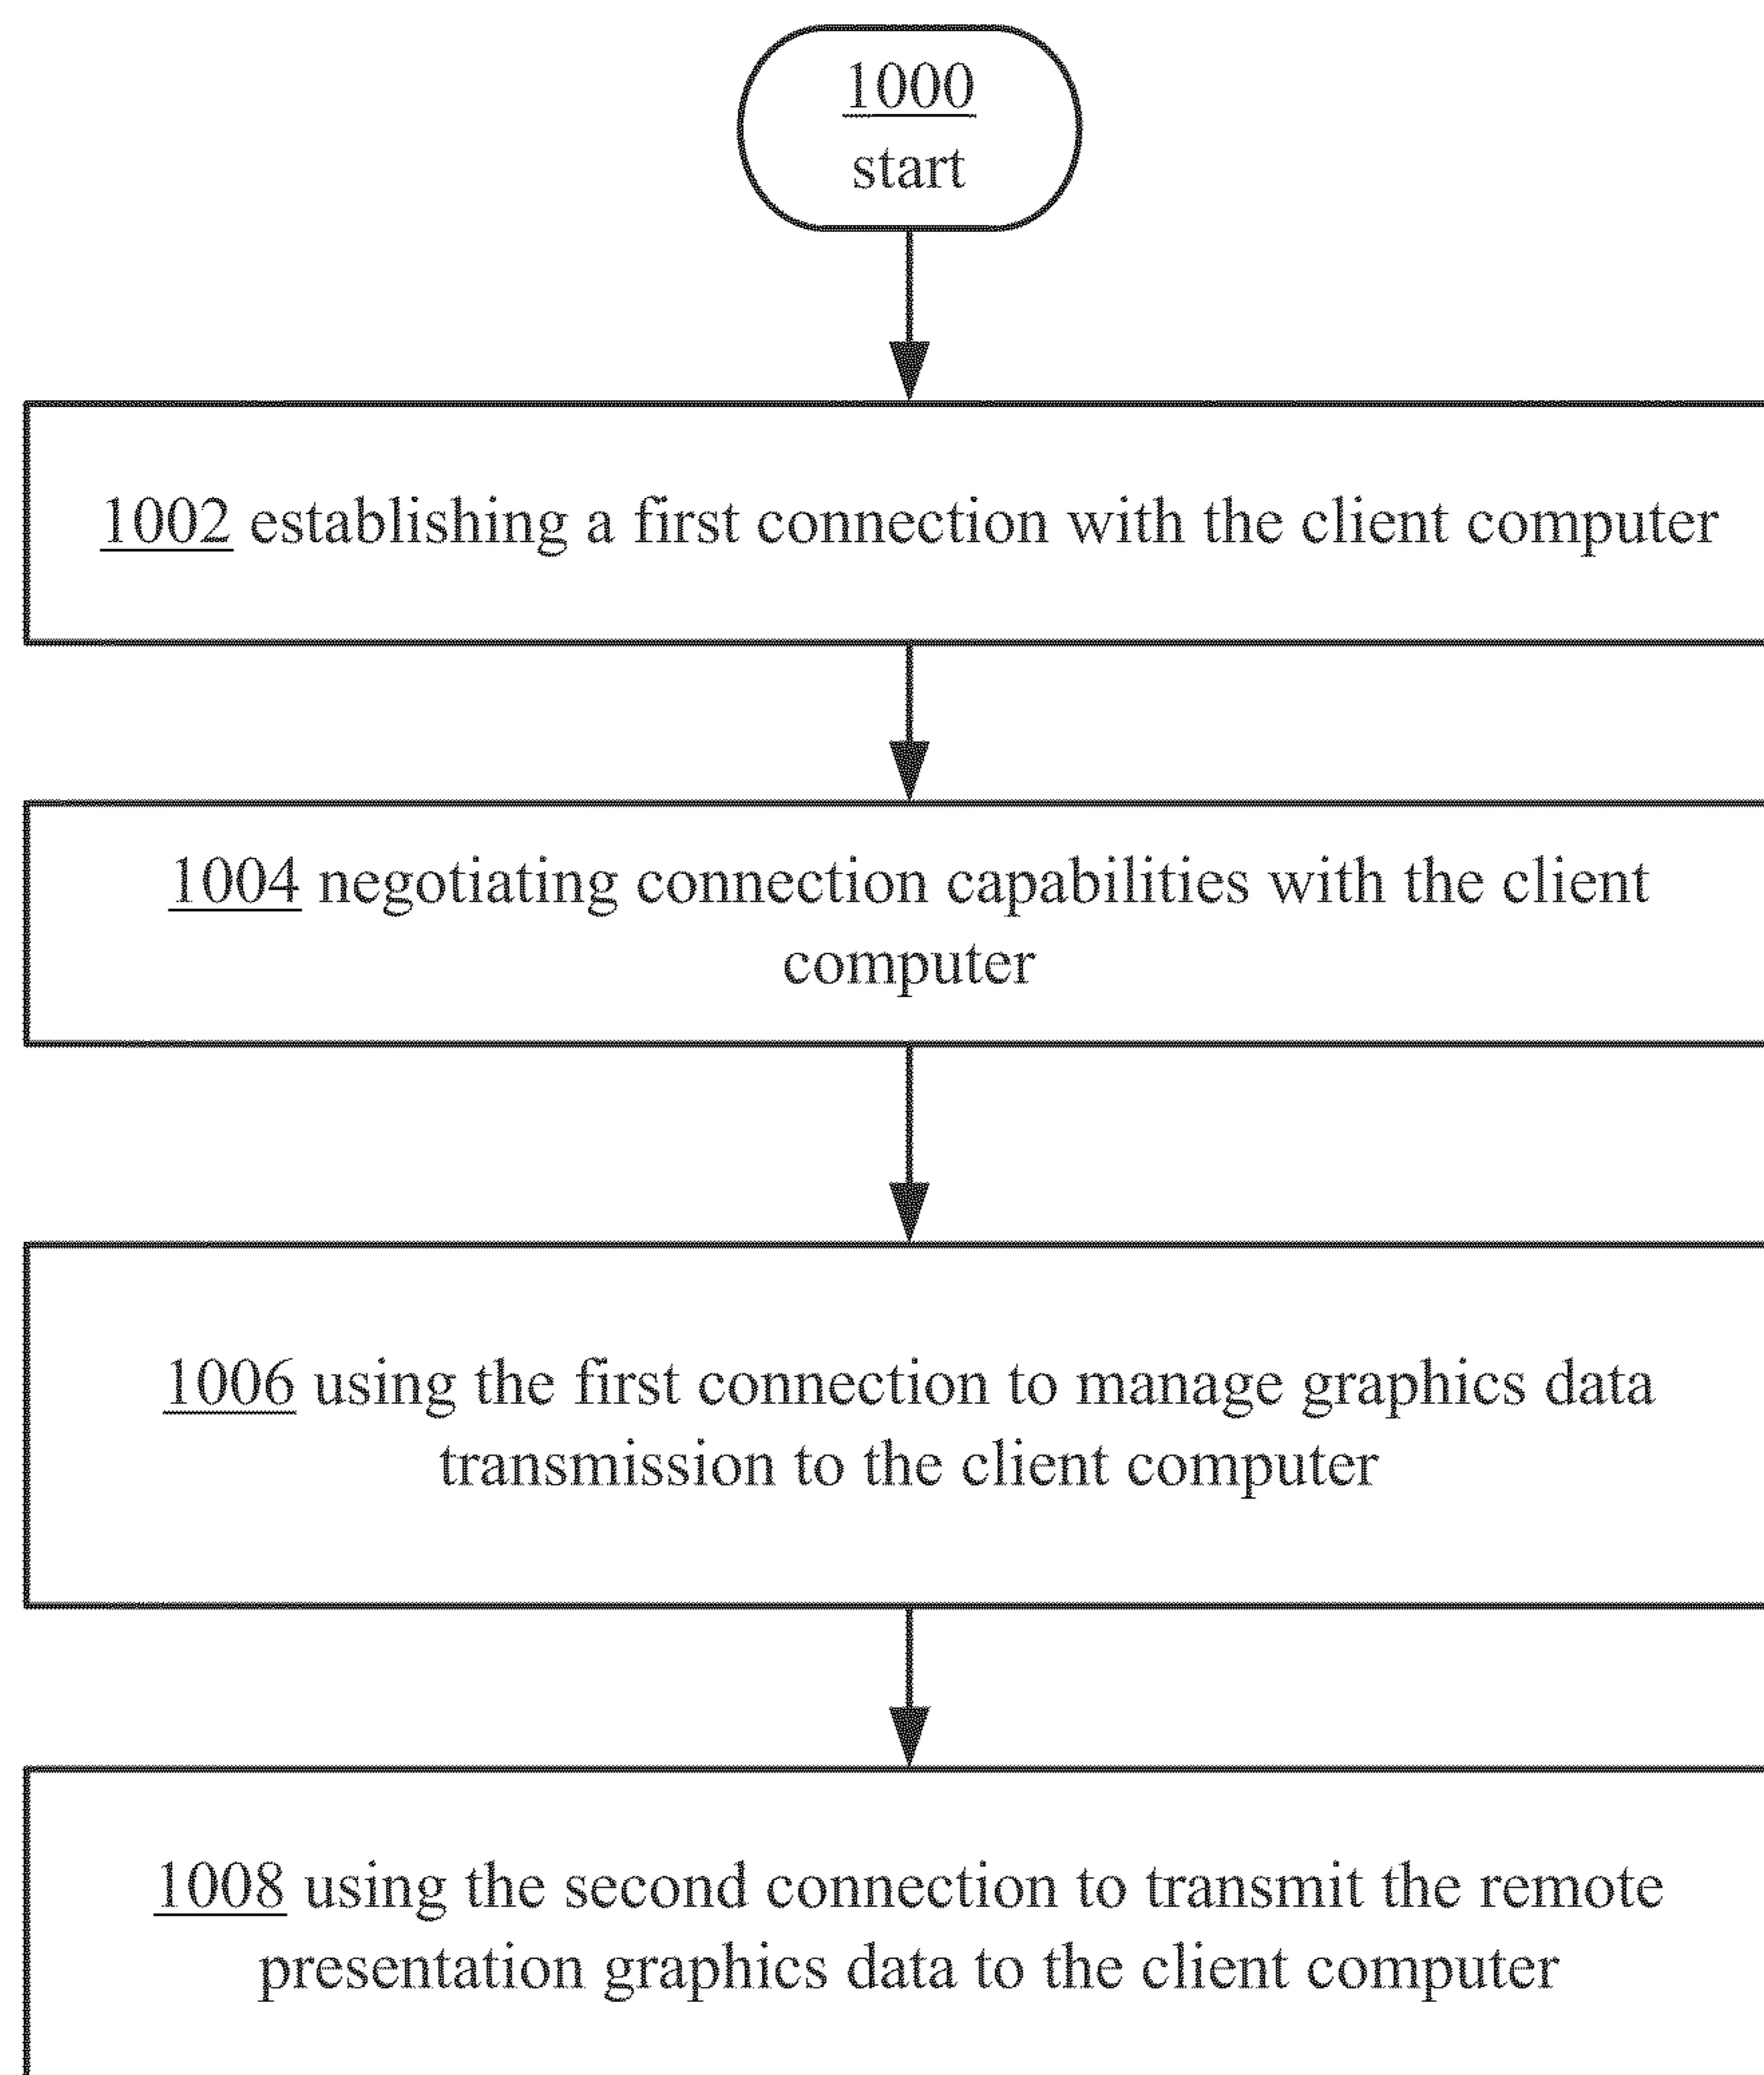 1000
start
1002 establishing a first connection with the client computer
1004 negotiating connection capabilities with the client
computer
1006 using the first connection to manage graphics data
transmission to the client computer
1008 using the second connection to transmit the remote
presentation graphics data to the client computer